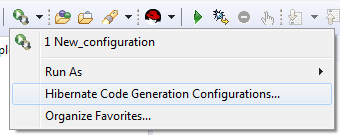 1 New_configuration
Run As
Hibernate Code Generation Configurations...
Organize Favorites...